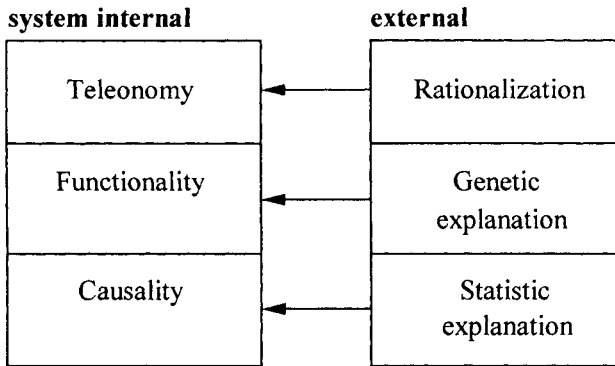 system internal
external
Teleonomy
Rationalization
Functionality
Genetic
explanation
Causality
Statistic
explanation